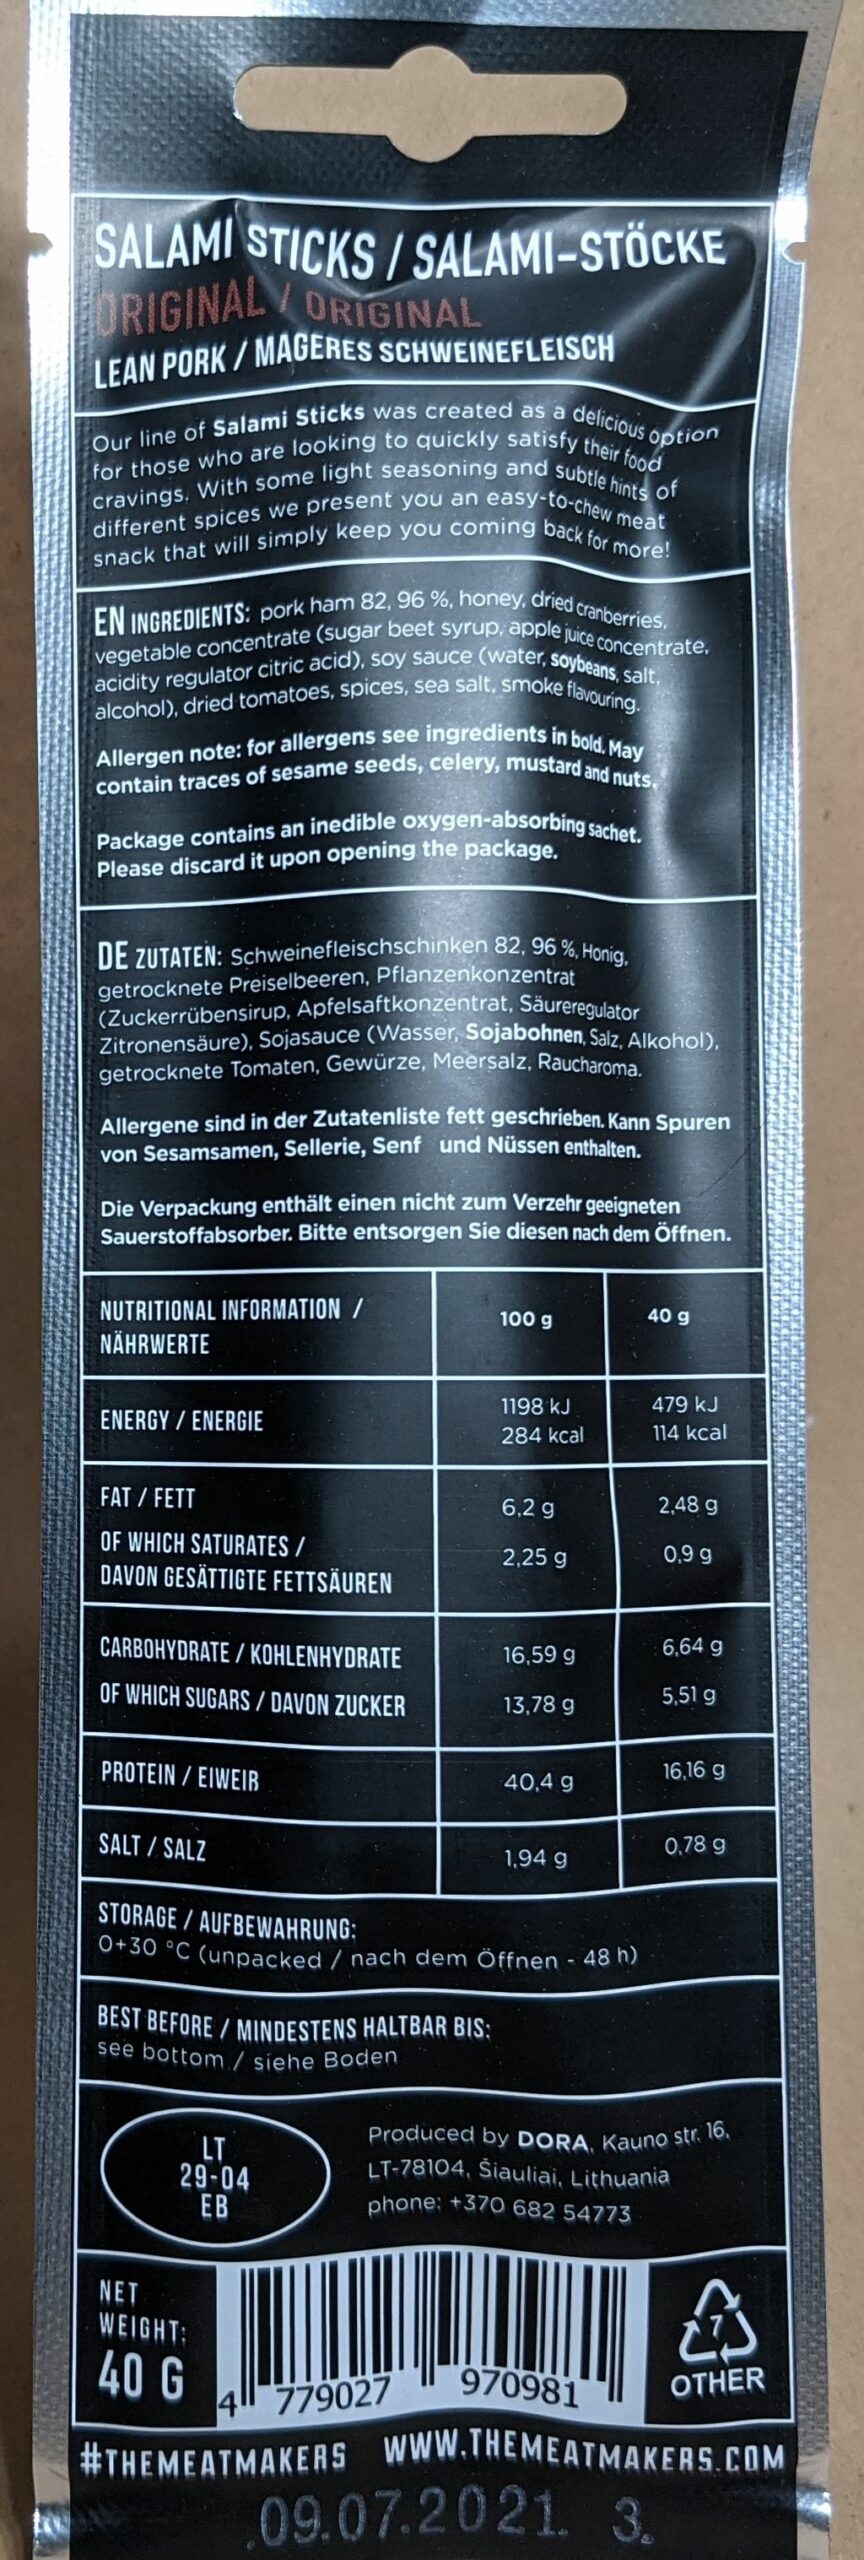 SALAMI STICKS / SALAMI-STÖCKE
ORIGINAL / ORIGINAL
LEAN PORK / MAGERES SCHWEINEFLEISCH
Our line of Salami Sticks was created as a delicious option
for those who are looking to quickly satisfy their food
cravings. With some light seasoning and subtle hints of
different spices we present you an easy-to-chew meat
snack that will simply keep you coming back for more!
EN INGREDIENTS: pork ham 82, 96 %, honey, dried cranberries,
vegetable concentrate (sugar beet syrup, apple juice concentrate,
acidity regulator citric acid), soy sauce (water, soybeans, salt,
alcohol), dried tomatoes, spices, sea salt, smoke flavouring.
Allergen note: for allergens see ingredients in bold. May
contain traces of sesame seeds, celery, mustard and nuts.
Package contains an inedible oxygen-absorbing sachet.
Please discard it upon opening the package.
DE ZUTATEN: Schweinefleischschinken 82, 96 %, Honig,
getrocknete Preiselbeeren, Pflanzenkonzentrat
(Zuckerrübensirup, Apfelsaftkonzentrat, Säureregulator
Zitronensäure), Sojasauce (Wasser, Sojabohnen, Salz, Alkohol),
getrocknete Tomaten, Gewürze, Meersalz, Raucharoma.
Allergene sind in der Zutatenliste fett geschrieben. Kann Spuren
von Sesamsamen, Sellerie, Senf und Nüssen enthalten.
Die Verpackung enthält einen nicht zum Verzehr geeigneten
Sauerstoffabsorber. Bitte entsorgen Sie diesen nach dem Öffnen.
NUTRITIONAL INFORMATION / 100 g 40 g
NÄHRWERTE
ENERGY / ENERGIE 1198 kJ 479 kJ
284 kcal 114 kcal
FAT / FETT 6,2 g 2,48 g
OF WHICH SATURATES / 2,25 g 0,9 g
DAVON GESÄTTIGTE FETTSÄUREN
CARBOHYDRATE / KOHLENHYDRATE 16,59 g 6,64 g
OF WHICH SUGARS / DAVON ZUCKER 13,78 g 5,51 g
PROTEIN / EIWEIR 40,4 g 16,16 g
SALT / SALZ 1,94 g 0,78 g
STORAGE / AUFBEWAHRUNG:
0+30 °C (unpacked / nach dem Öffnen - 48 h)
BEST BEFORE / MINDESTENS HALTBAR BIS:
see bottom / siehe Boden
LT
29-04
EB
Produced by DORA, Kauno str. 16,
LT-78104, Šiauliai, Lithuania
phone: +370 682 54773
NET
WEIGHT:
40 G
4 779027 970981
7
OTHER
#THEMEATMAKERS WWW.THEMEATMAKERS.COM
09.07.2021. 3.